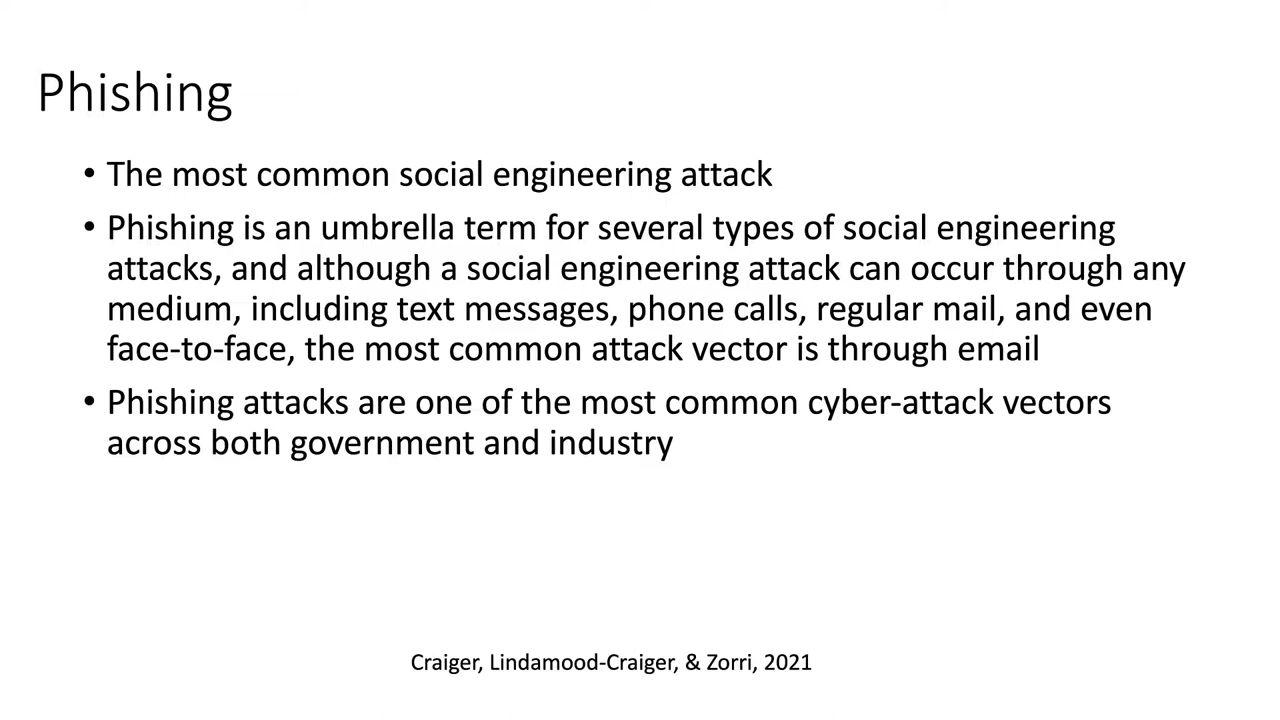 Phishing
• The most common social engineering attack
• Phishing is an umbrella term for several types of social engineering
attacks, and although a social engineering attack can occur through any
medium, including text messages, phone calls, regular mail, and even
face-to-face, the most common attack vector is through email
• Phishing attacks are one of the most common cyber-attack vectors
across both government and industry
Craiger, Lindamood-Craiger, & Zorri, 2021